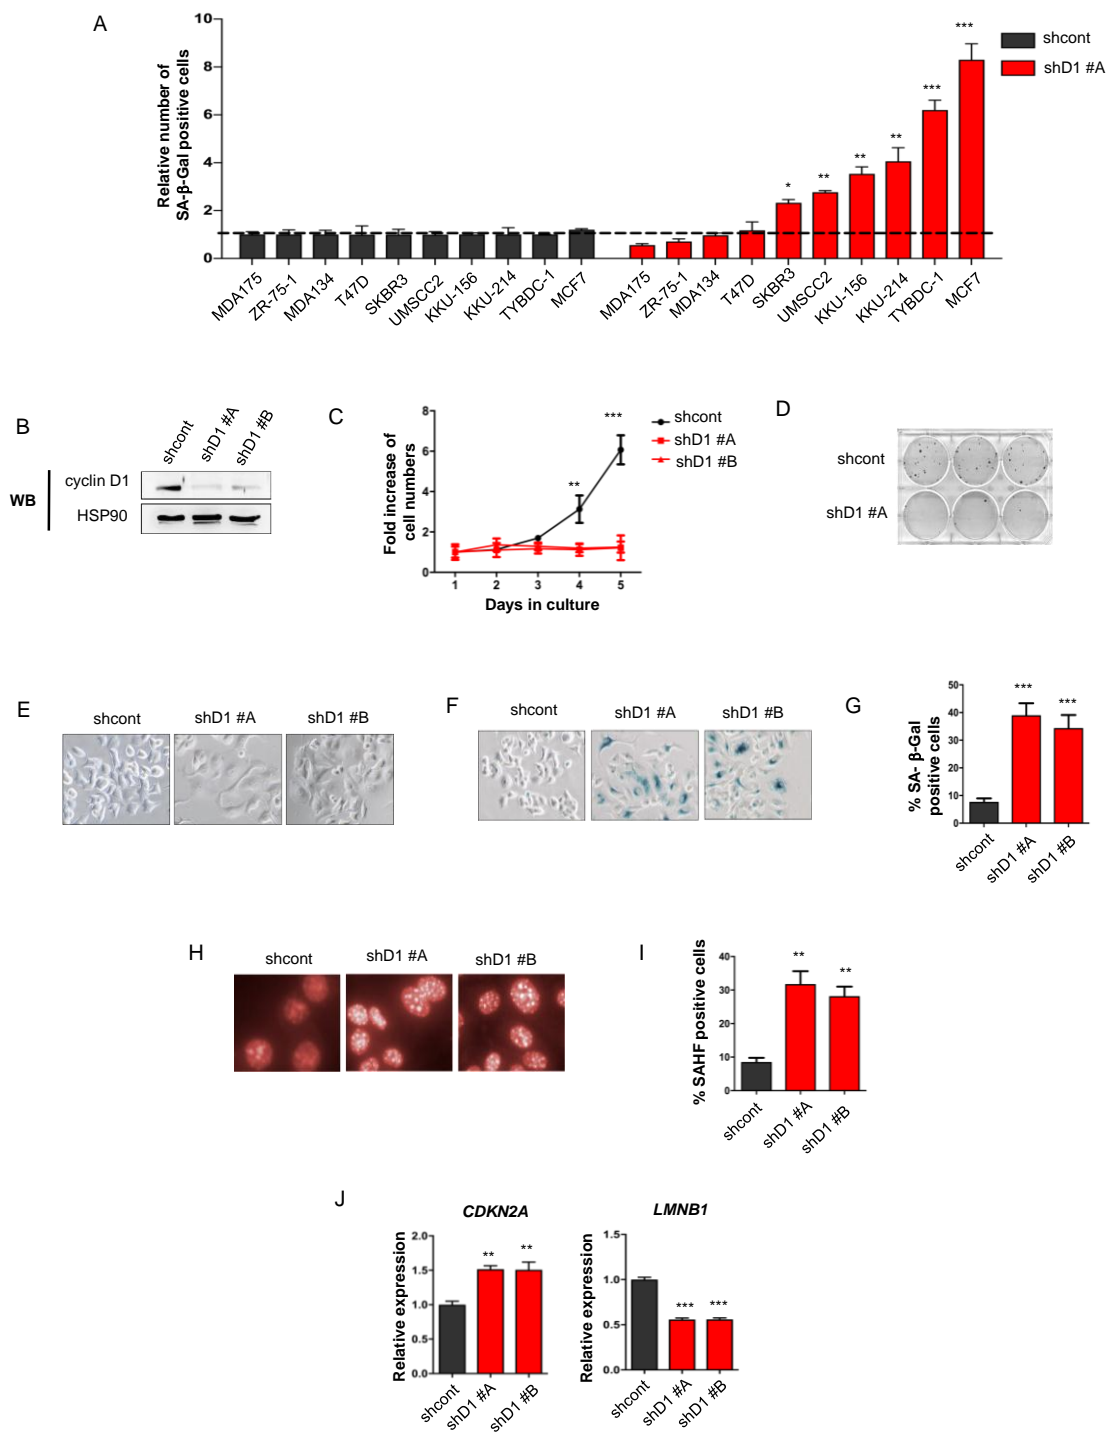 A
10
8
6
4
2
0
Relative number of
SA-β-Gal positive cells
***
***
**
**
**
*
shcont
shD1 #A
MDA175
ZR-75-1
MDA134
T47D
SKBR3
UMSCC2
KKU-156
KKU-214
TYBDC-1
MCF7
MDA175
ZR-75-1
MDA134
T47D
SKBR3
UMSCC2
KKU-156
KKU-214
TYBDC-1
MCF7
B
shcont
shD1 #A
shD1 #B
WB
cyclin D1
HSP90
C
8
6
4
2
0
Fold increase of
cell numbers
**
***
1 2 3 4 5
Days in culture
shcont
shD1 #A
shD1 #B
D
shcont
shD1 #A
E
shcont shD1 #A shD1 #B
F
shcont shD1 #A shD1 #B
G
50
40
30
20
10
0
% SA- β-Gal
positive cells
***
***
shcont
shD1 #A
shD1 #B
H
shcont shD1 #A shD1 #B
I
40
30
20
10
0
% SAHF positive cells
**
**
shcont
shD1 #A
shD1 #B
J
CDKN2A
2.0
1.5
1.0
0.5
0.0
Relative expression
**
**
shcont
shD1 #A
shD1 #B
LMNB1
1.5
1.0
0.5
0.0
Relative expression
***
***
shcont
shD1 #A
shD1 #B